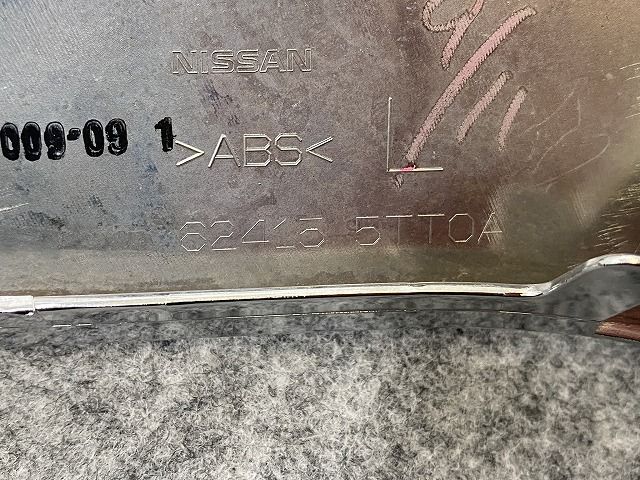 NISSAN
009-09 1
>ABS< L
62415 5TT0A